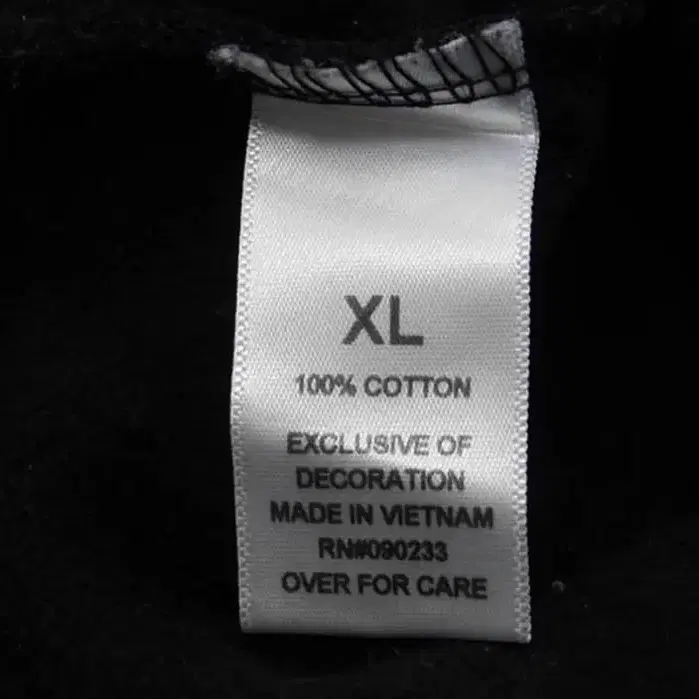 XL
100% COTTON
EXCLUSIVE OF
DECORATION
MADE IN VIETNAM
RN#090233
OVER FOR CARE